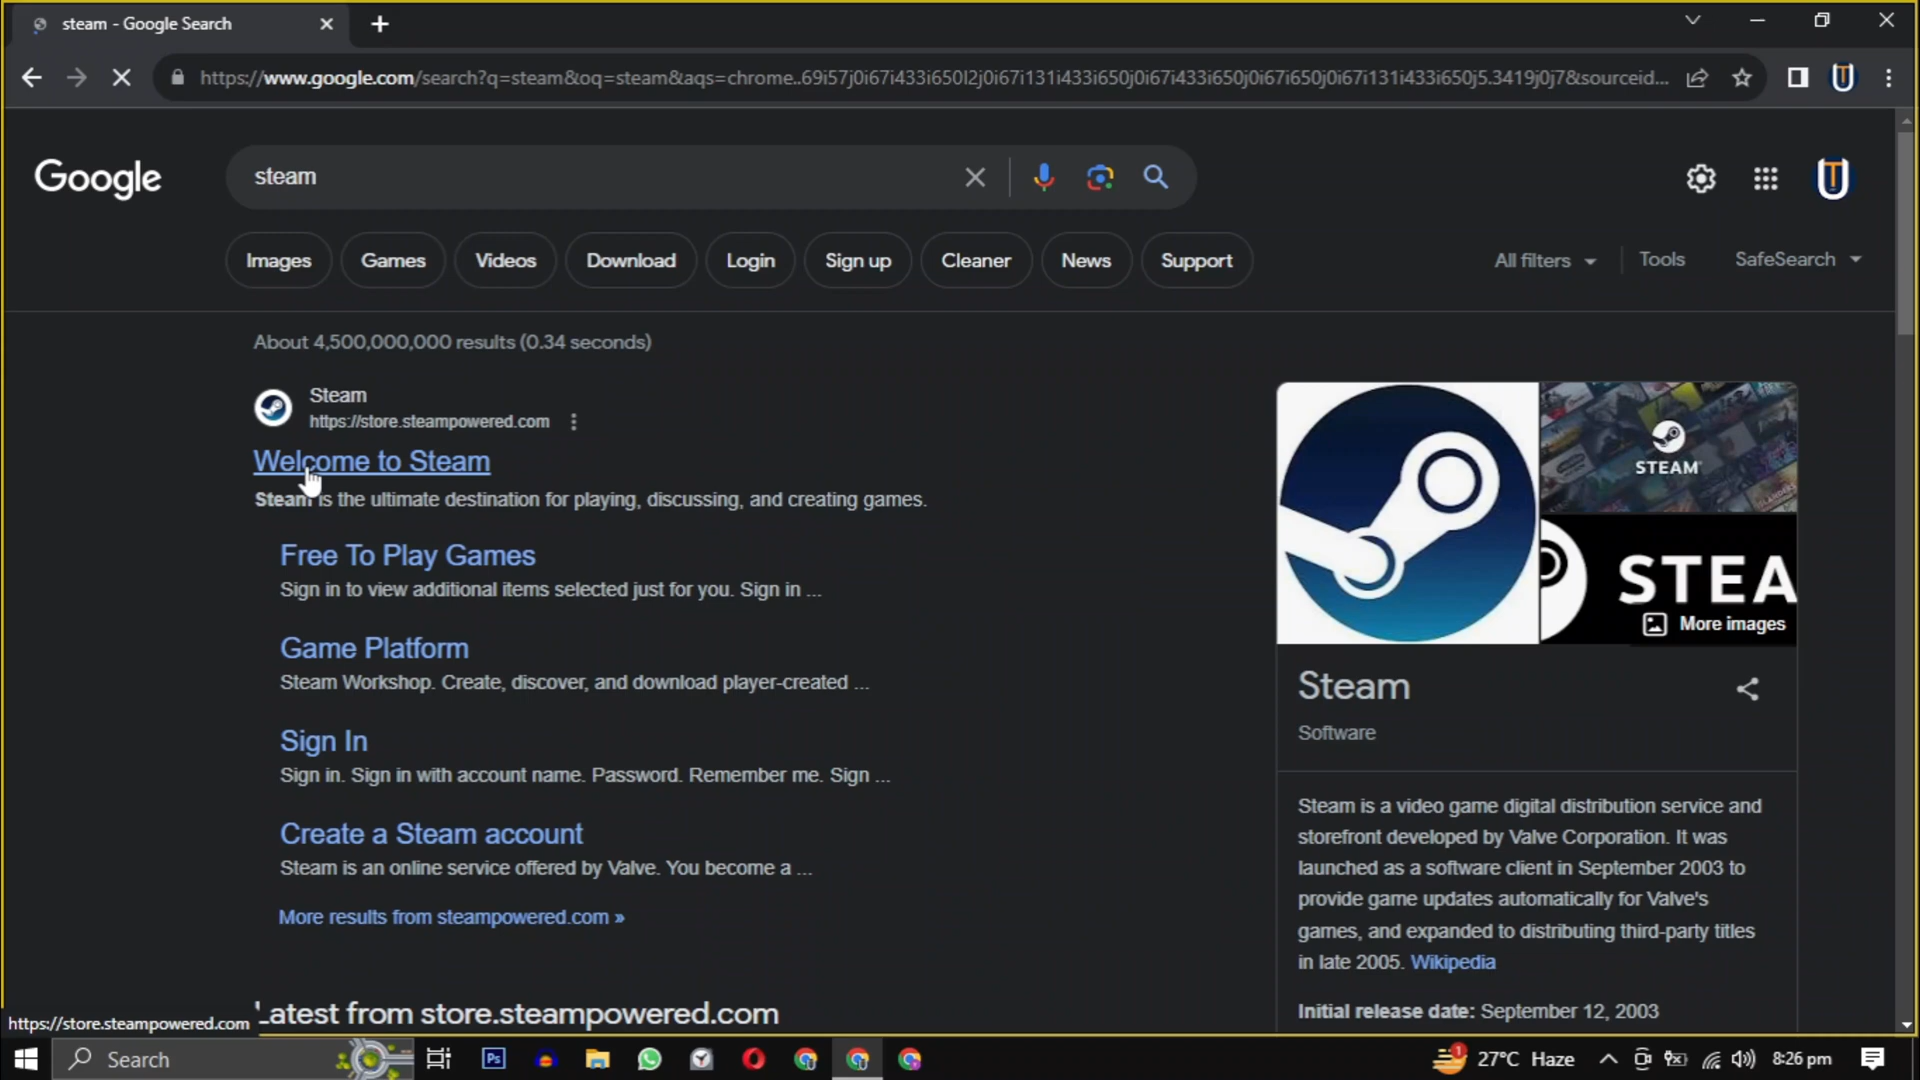 steam - Google Search
https://www.google.com/search?q=steam&oq=steam&aqs=chrome..69i57j0i67i433i650l2j0i67i131i433i650j0i67i433i650j0i67i650j0i67i131i433i650j5.3419j0j7&sourceid...
Google
steam
Images
Games
Videos
Download
Login
Sign up
Cleaner
News
Support
All filters
Tools
SafeSearch
About 4,500,000,000 results (0.34 seconds)
Steam
https://store.steampowered.com
Welcome to Steam
Steam is the ultimate destination for playing, discussing, and creating games.
Free To Play Games
Sign in to view additional items selected just for you. Sign in ...
Game Platform
Steam Workshop. Create, discover, and download player-created ...
Sign In
Sign in. Sign in with account name. Password. Remember me. Sign ...
Create a Steam account
Steam is an online service offered by Valve. You become a ...
More results from steampowered.com »
Latest from store.steampowered.com
STEAM
STEA
More images
Steam
Software
Steam is a video game digital distribution service and
storefront developed by Valve Corporation. It was
launched as a software client in September 2003 to
provide game updates automatically for Valve's
games, and expanded to distributing third-party titles
in late 2005. Wikipedia
Initial release date: September 12, 2003
https://store.steampowered.com
Search
Ps
1
27°C Haze
8:26 pm